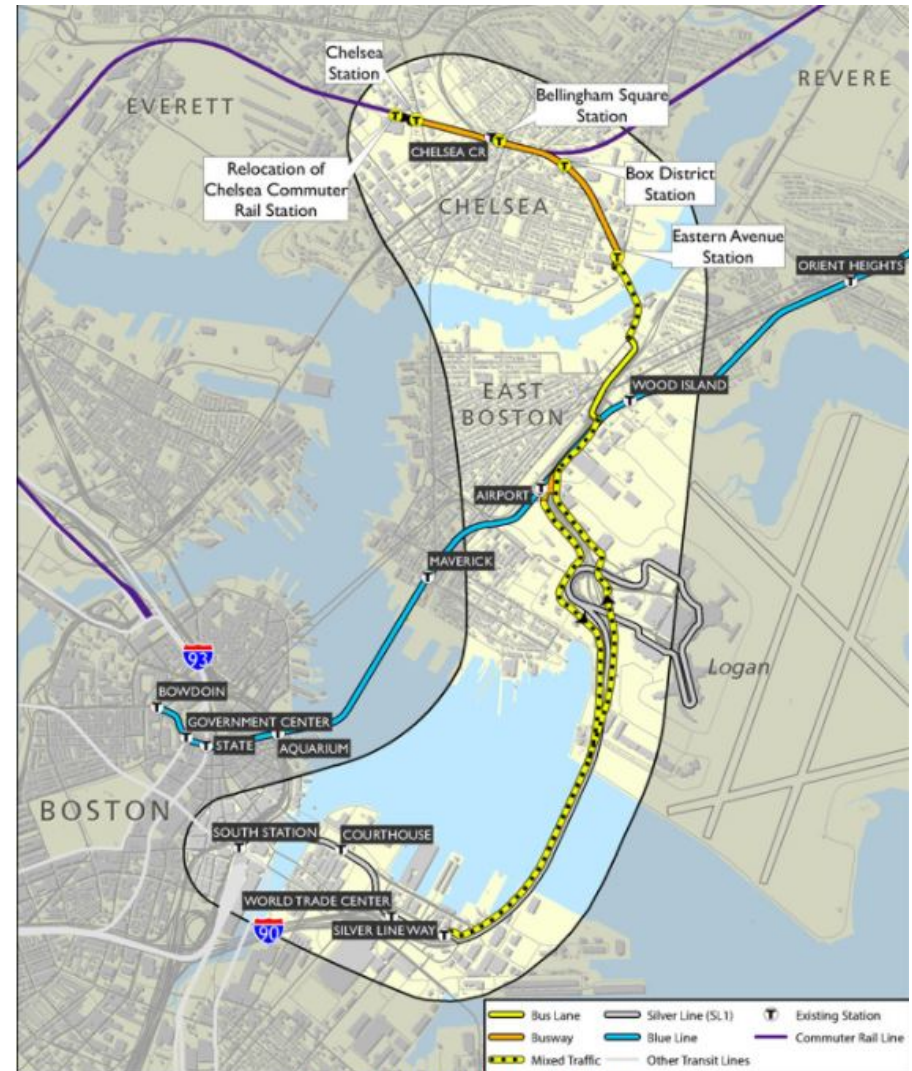 Chelsea
Station
REVERE
EVERETT
Bellingham Square
Station
CHELSEA CR
Relocation of
Chelsea Commuter
Rail Station
Box District
Station
CHELSEA
Eastern Avenue
Station
ORIENT HEIGHTS
EAST
BOSTON
WOOD ISLAND
AIRPORT
MAVERICK
Logan
93
BOWDOIN
GOVERNMENT CENTER
STATE
AQUARIUM
BOSTON
SOUTH STATION
COURTHOUSE
WORLD TRADE CENTER
90
SILVER LINE WAY
Bus Lane
Silver Line (SL1)
T Existing Station
Busway
Blue Line
Commuter Rail Line
Mixed Traffic
Other Transit Lines